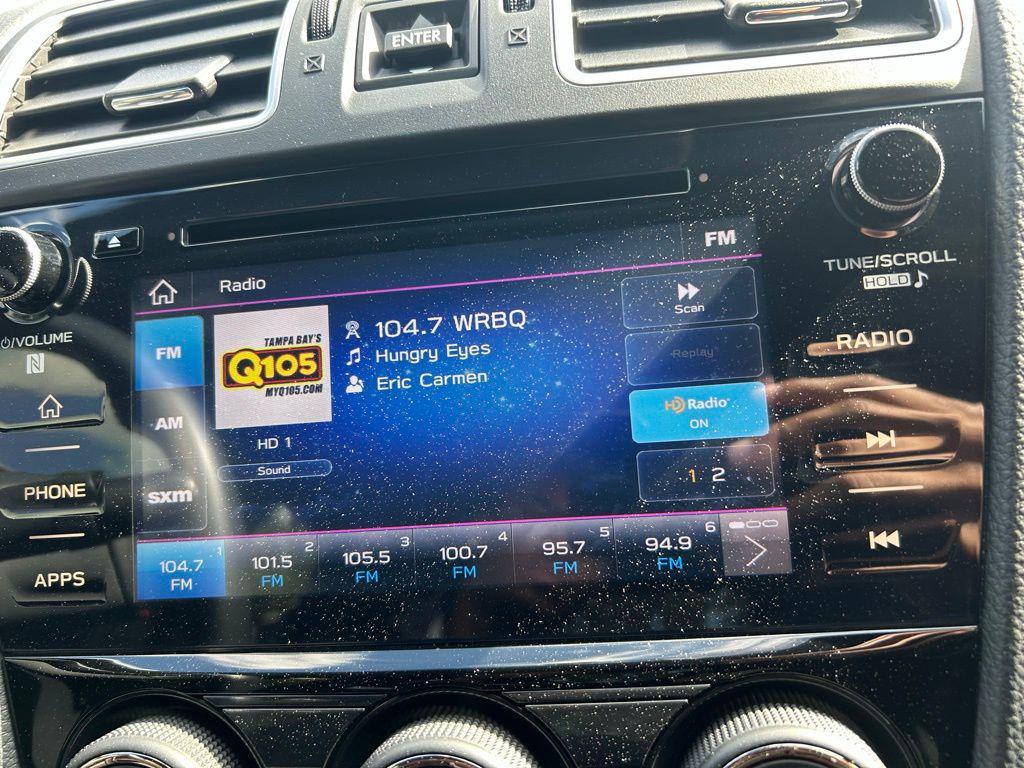 ENTER
FM
TUNE/SCROLL
HOLD
Radio
Scan
VOLUME
N
TAMPA BAY'S
Q105
MYQ105.COM
104.7 WRBQ
Hungry Eyes
Eric Carmen
FM
Replay
RADIO
AM
HD Radio
ON
HD 1
Sound
1 2
PHONE
sxm
APPS
104.7 1
FM
101.5 2
FM
105.5 3
FM
100.7 4
FM
95.7 5
FM
94.9 6
FM